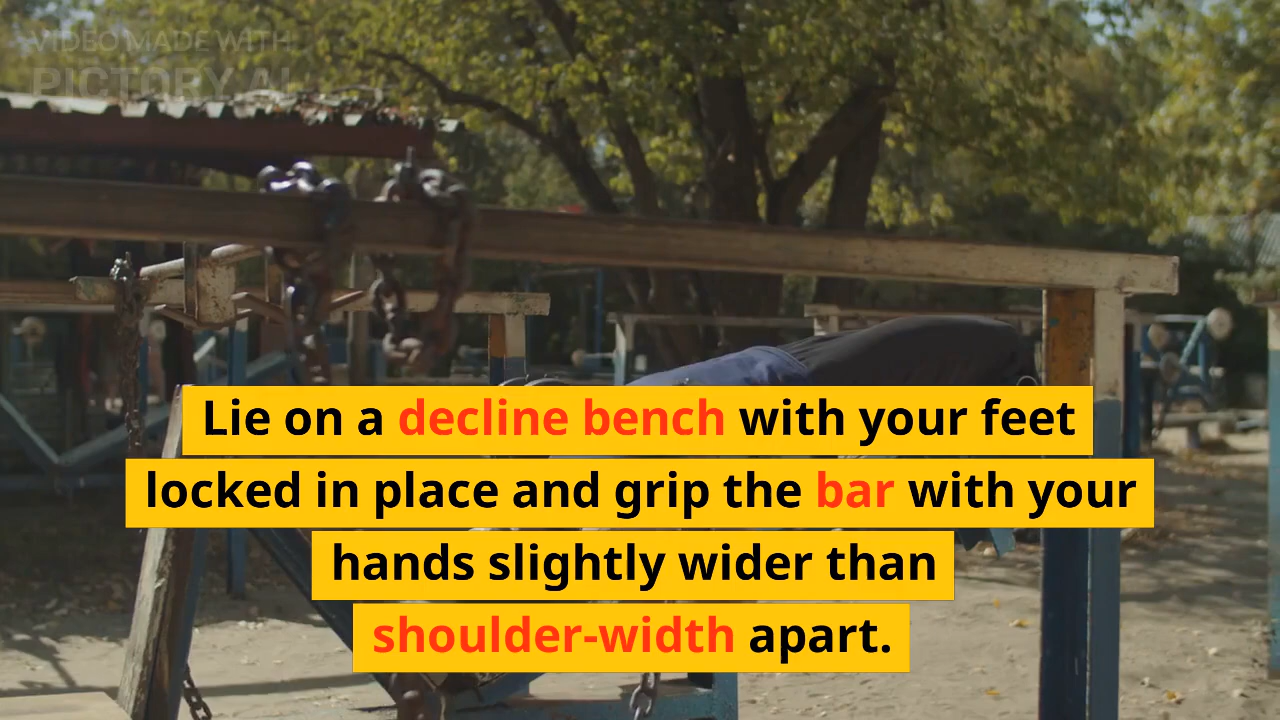 VIDEO MADE WITH
PICTORY.AI
Lie on a decline bench with your feet
locked in place and grip the bar with your
hands slightly wider than
shoulder-width apart.